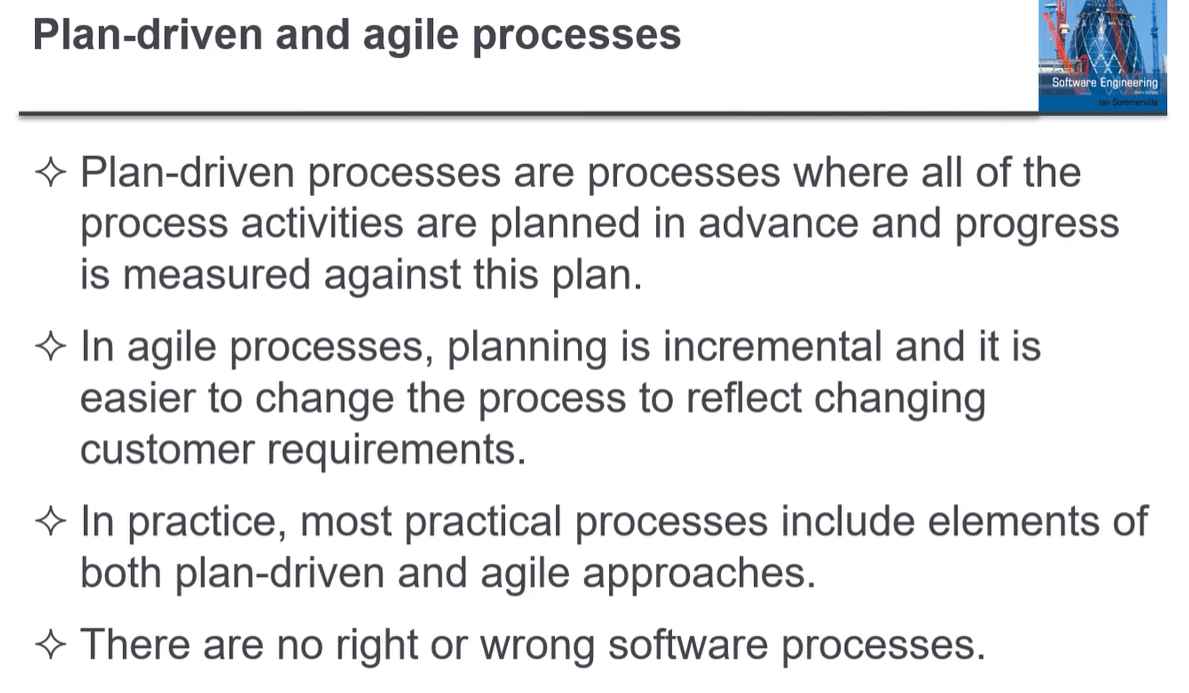 Plan-driven and agile processes
Software Engineering
Ian Sommerville
✧ Plan-driven processes are processes where all of the
process activities are planned in advance and progress
is measured against this plan.
✧ In agile processes, planning is incremental and it is
easier to change the process to reflect changing
customer requirements.
✧ In practice, most practical processes include elements of
both plan-driven and agile approaches.
✧ There are no right or wrong software processes.